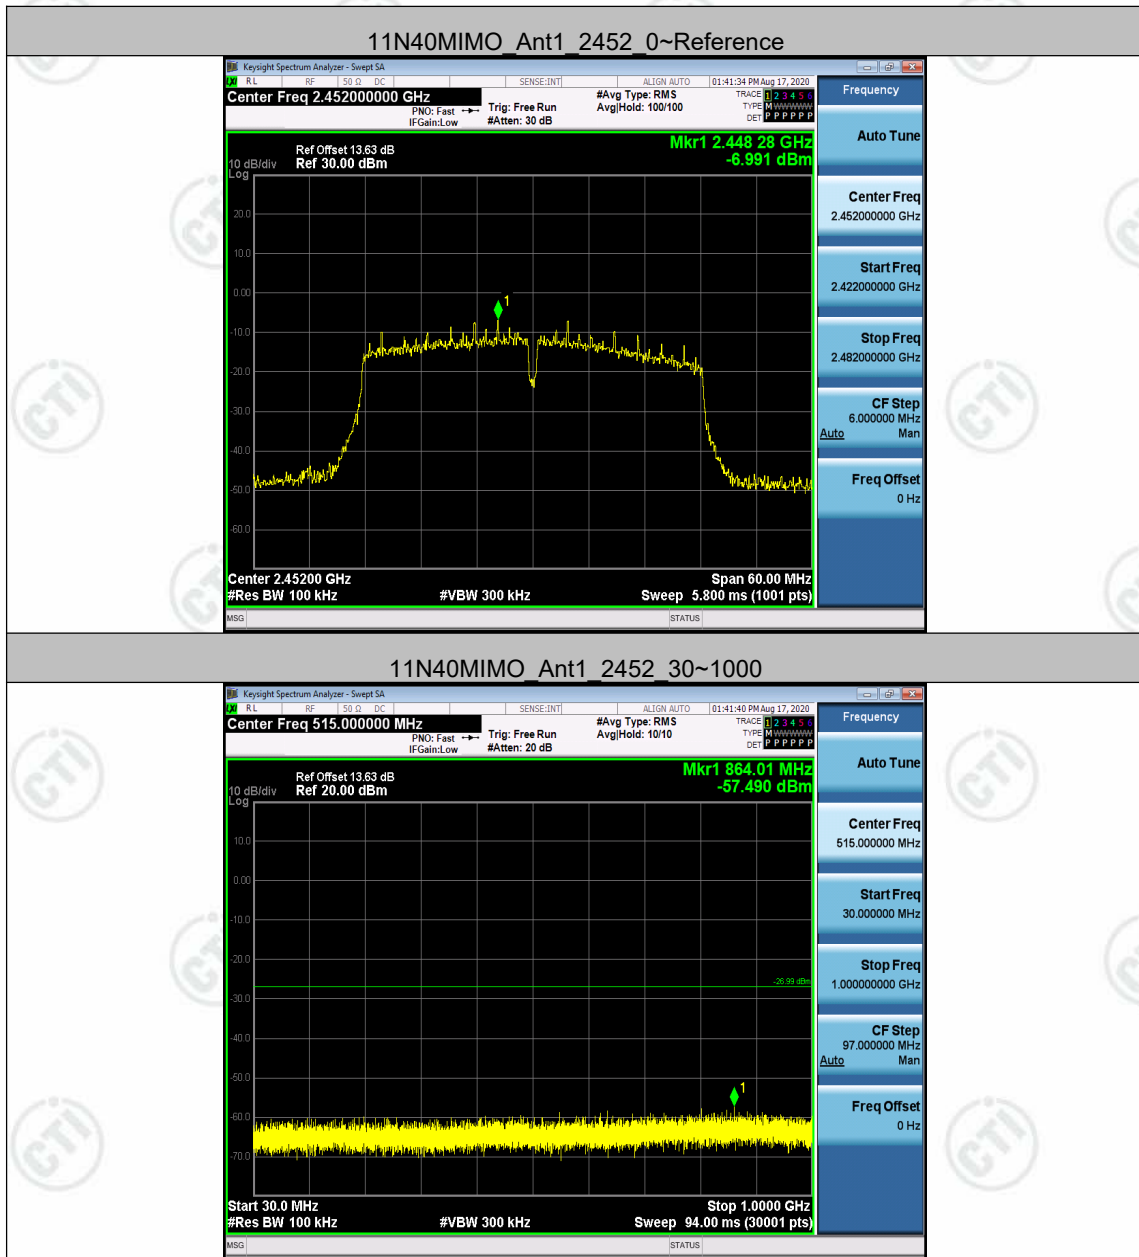 11N40MIMO_Ant1_2452_0~Reference
Keysight Spectrum Analyzer - Swept SA
RL RF 50 Ω DC SENSE:INT ALIGN AUTO 01:41:34 PM Aug 17, 2020
Center Freq 2.452000000 GHz
PNO: Fast
IFGain:Low
Trig: Free Run
#Atten: 30 dB
#Avg Type: RMS
Avg|Hold: 100/100
TRACE 1 2 3 4 5 6
TYPE M W W W W W
DET P P P P P P
Mkr1 2.448 28 GHz
-6.991 dBm
Ref Offset 13.63 dB
10 dB/div Ref 30.00 dBm
Log
20.0
10.0
0.00
-10.0
-20.0
-30.0
-40.0
-50.0
-60.0
1
Center 2.45200 GHz Span 60.00 MHz
#Res BW 100 kHz #VBW 300 kHz Sweep 5.800 ms (1001 pts)
MSG STATUS
Frequency
Auto Tune
Center Freq
2.452000000 GHz
Start Freq
2.422000000 GHz
Stop Freq
2.482000000 GHz
CF Step
6.000000 MHz
Auto Man
Freq Offset
0 Hz
11N40MIMO_Ant1_2452_30~1000
Keysight Spectrum Analyzer - Swept SA
RL RF 50 Ω DC SENSE:INT ALIGN AUTO 01:41:40 PM Aug 17, 2020
Center Freq 515.000000 MHz
PNO: Fast
IFGain:Low
Trig: Free Run
#Atten: 20 dB
#Avg Type: RMS
Avg|Hold: 10/10
TRACE 1 2 3 4 5 6
TYPE M W W W W W
DET P P P P P P
Mkr1 864.01 MHz
-57.490 dBm
Ref Offset 13.63 dB
10 dB/div Ref 20.00 dBm
Log
10.0
0.00
-10.0
-20.0
-30.0
-40.0
-50.0
-60.0
-70.0
-26.99 dBm
1
Start 30.0 MHz Stop 1.0000 GHz
#Res BW 100 kHz #VBW 300 kHz Sweep 94.00 ms (30001 pts)
MSG STATUS
Frequency
Auto Tune
Center Freq
515.000000 MHz
Start Freq
30.000000 MHz
Stop Freq
1.000000000 GHz
CF Step
97.000000 MHz
Auto Man
Freq Offset
0 Hz
CTI